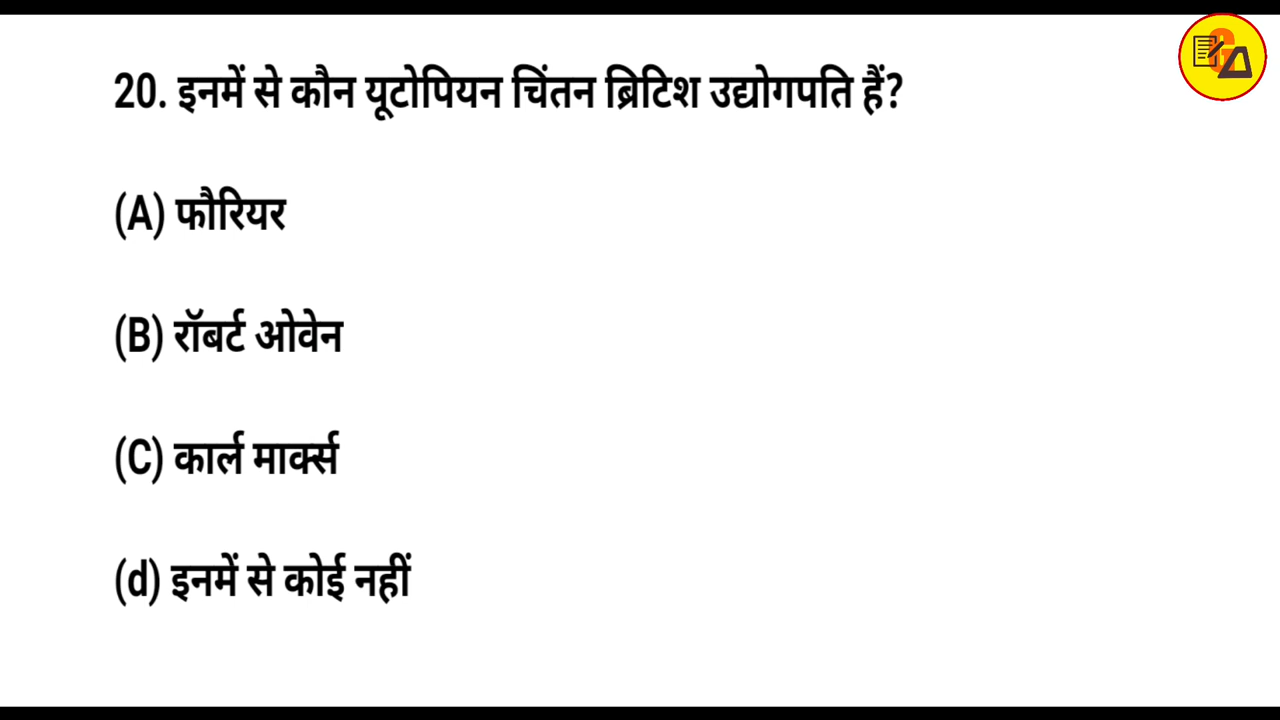 20. इनमें से कौन यूटोपियन चिंतन ब्रिटिश उद्योगपति हैं?
(A) फौरियर
(B) रॉबर्ट ओवेन
(C) कार्ल मार्क्स
(d) इनमें से कोई नहीं